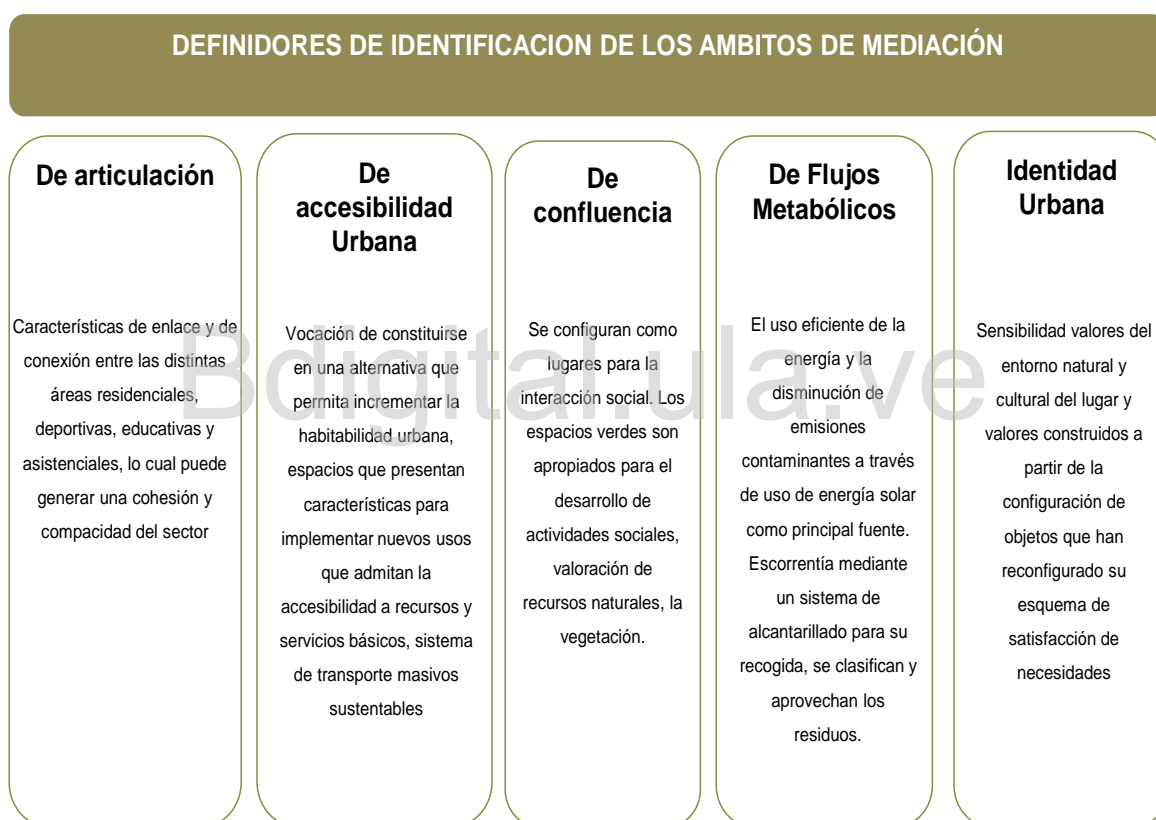 DEFINIDORES DE IDENTIFICACION DE LOS AMBITOS DE MEDIACIÓN
De articulación
Características de enlace y de
conexión entre las distintas
áreas residenciales,
deportivas, educativas y
asistenciales, lo cual puede
generar una cohesión y
compacidad del sector
De
accesibilidad
Urbana
Vocación de constituirse
en una alternativa que
permita incrementar la
habitabilidad urbana,
espacios que presentan
características para
implementar nuevos usos
que admitan la
accesibilidad a recursos y
servicios básicos, sistema
de transporte masivos
sustentables
De
confluencia
Se configuran como
lugares para la
interacción social. Los
espacios verdes son
apropiados para el
desarrollo de
actividades sociales,
valoración de
recursos naturales, la
vegetación.
De Flujos
Metabólicos
El uso eficiente de la
energía y la
disminución de
emisiones
contaminantes a través
de uso de energía solar
como principal fuente.
Escorrentía mediante
un sistema de
alcantarillado para su
recogida, se clasifican y
aprovechan los
residuos.
Identidad
Urbana
Sensibilidad valores del
entorno natural y
cultural del lugar y
valores construidos a
partir de la
configuración de
objetos que han
reconfigurado su
esquema de
satisfacción de
necesidades
Bdigital.ula.ve